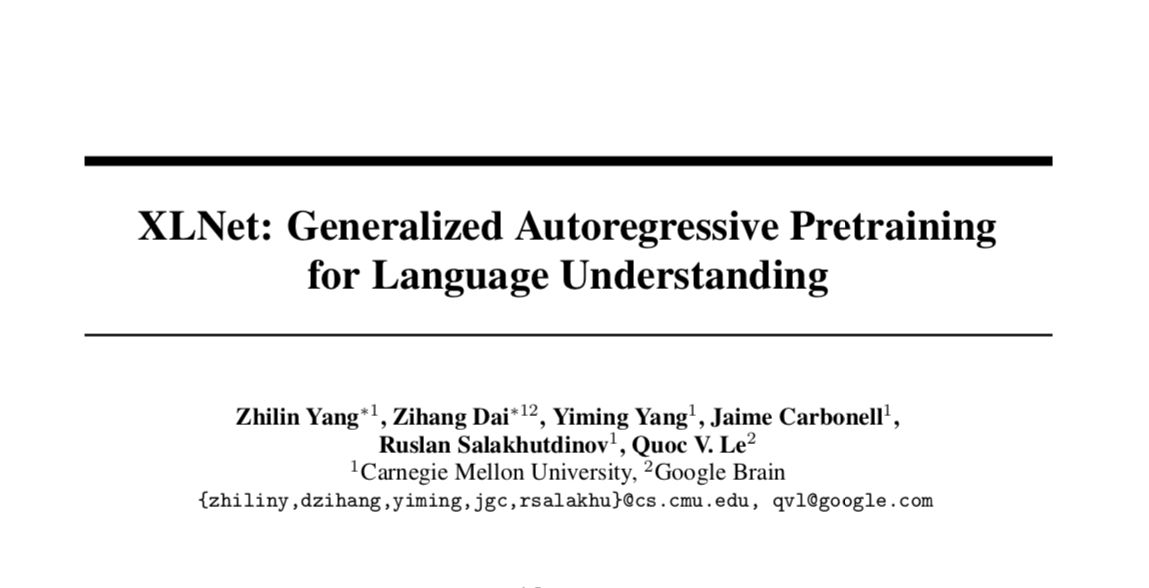 XLNet: Generalized Autoregressive Pretraining
for Language Understanding
Zhilin Yang*1, Zihang Dai*12, Yiming Yang1, Jaime Carbonell1,
Ruslan Salakhutdinov1, Quoc V. Le2
1Carnegie Mellon University, 2Google Brain
{zhiliny,dzihang,yiming,jgc,rsalakhu}@cs.cmu.edu, qvl@google.com